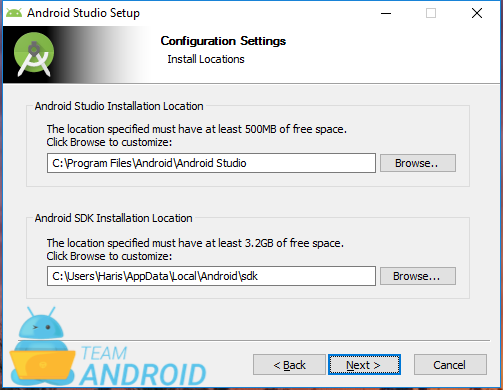 Android Studio Setup
Configuration Settings
Install Locations
Android Studio Installation Location
The location specified must have at least 500MB of free space.
Click Browse to customize:
C:\Program Files\Android\Android Studio
Browse..
Android SDK Installation Location
The location specified must have at least 3.2GB of free space.
Click Browse to customize:
C:\Users\Haris\AppData\Local\Android\sdk
Browse...
TEAM
ANDROID
< Back
Next >
Cancel